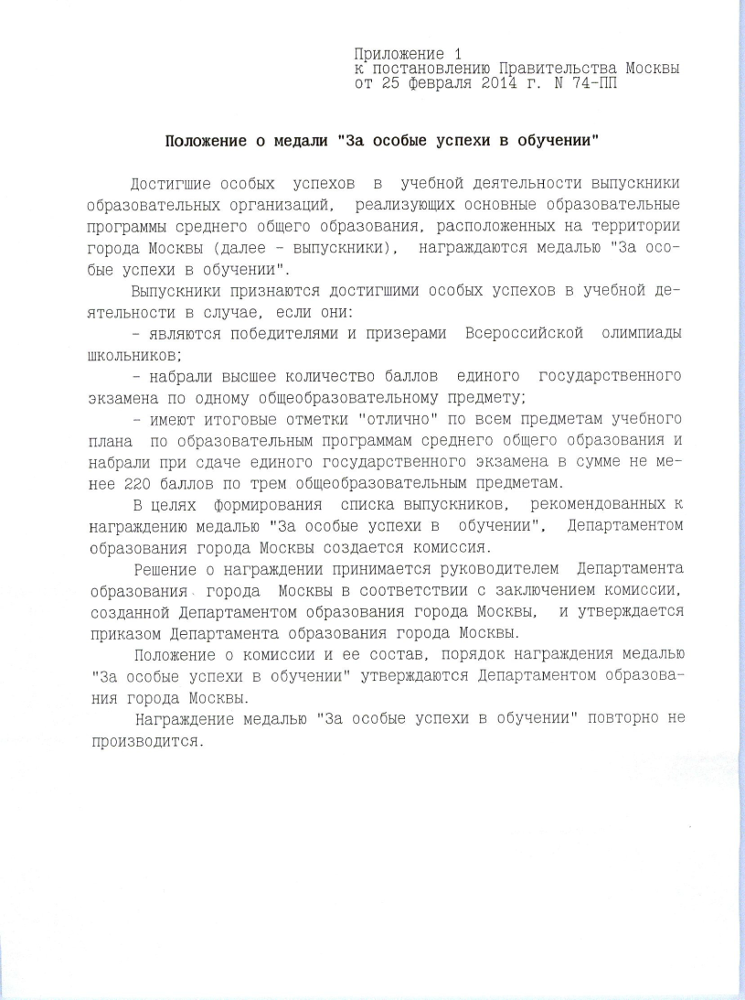 Приложение 1
к постановлению Правительства Москвы
от 25 февраля 2014 г. N 74-ПП
Положение о медали "За особые успехи в обучении"
Достигшие особых успехов в учебной деятельности выпускники
образовательных организаций, реализующих основные образовательные
программы среднего общего образования, расположенных на территории
города Москвы (далее - выпускники), награждаются медалью "За осо-
бые успехи в обучении".
Выпускники признаются достигшими особых успехов в учебной де-
ятельности в случае, если они:
- являются победителями и призерами Всероссийской олимпиады
школьников;
- набрали высшее количество баллов единого государственного
экзамена по одному общеобразовательному предмету;
- имеют итоговые отметки "отлично" по всем предметам учебного
плана по образовательным программам среднего общего образования и
набрали при сдаче единого государственного экзамена в сумме не ме-
нее 220 баллов по трем общеобразовательным предметам.
В целях формирования списка выпускников, рекомендованных к
награждению медалью "За особые успехи в обучении", Департаментом
образования города Москвы создается комиссия.
Решение о награждении принимается руководителем Департамента
образования города Москвы в соответствии с заключением комиссии,
созданной Департаментом образования города Москвы, и утверждается
приказом Департамента образования города Москвы.
Положение о комиссии и ее состав, порядок награждения медалью
"За особые успехи в обучении" утверждаются Департаментом образова-
ния города Москвы.
Награждение медалью "За особые успехи в обучении" повторно не
производится.